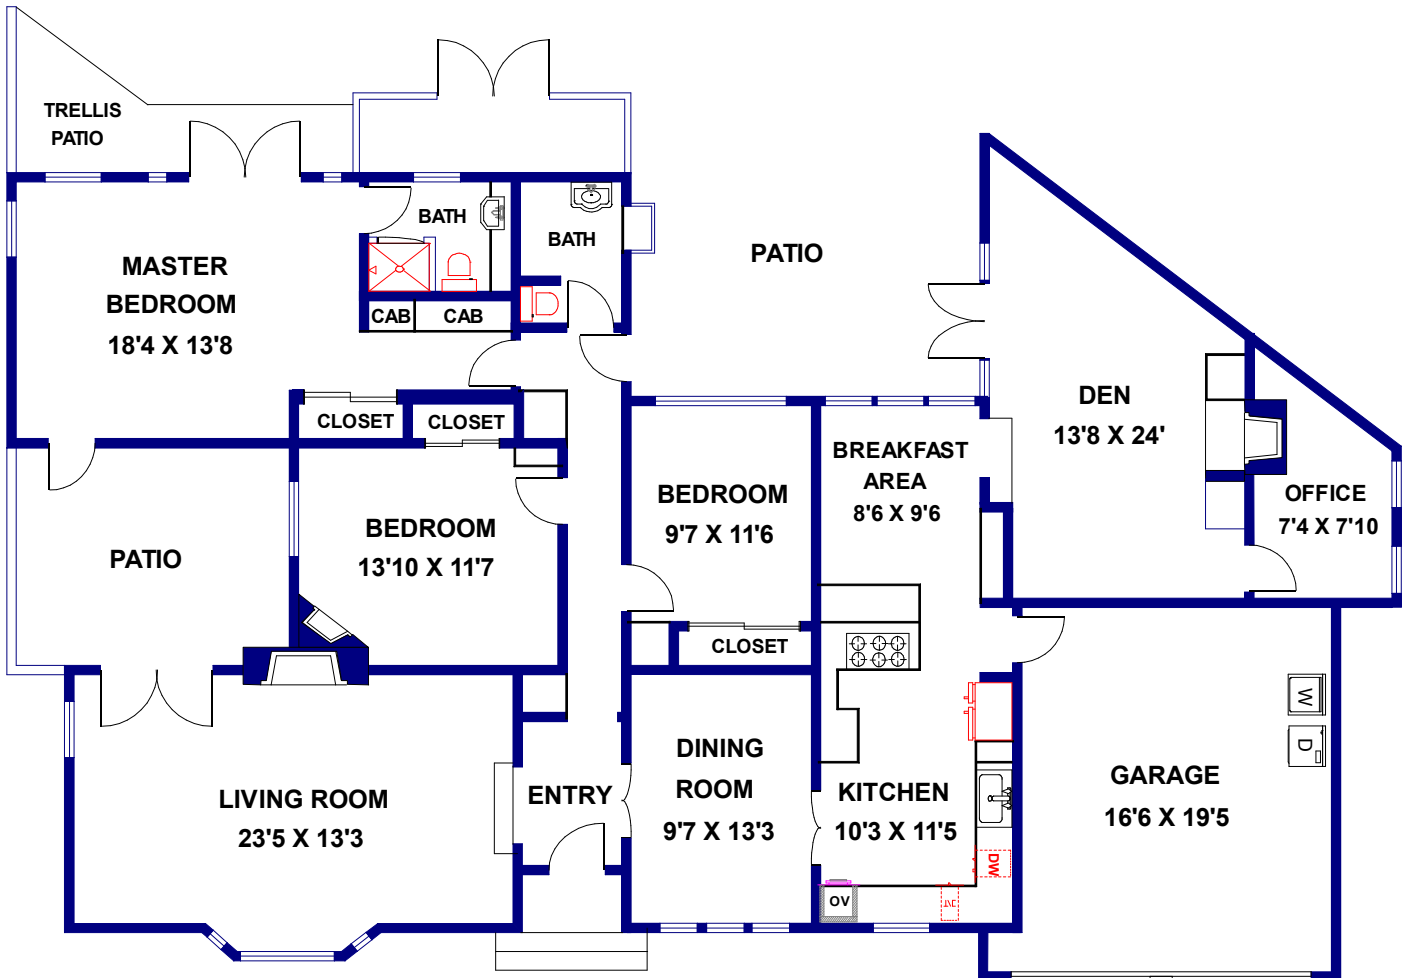 TRELLIS
PATIO
BATH
BATH
MASTER
BEDROOM
18'4 X 13'8
CAB
CAB
PATIO
CLOSET
CLOSET
DEN
13'8 X 24'
BREAKFAST
AREA
8'6 X 9'6
BEDROOM
9'7 X 11'6
OFFICE
7'4 X 7'10
BEDROOM
13'10 X 11'7
PATIO
CLOSET
W
D
DINING
ROOM
9'7 X 13'3
GARAGE
16'6 X 19'5
LIVING ROOM
23'5 X 13'3
ENTRY
KITCHEN
10'3 X 11'5
DW
OV